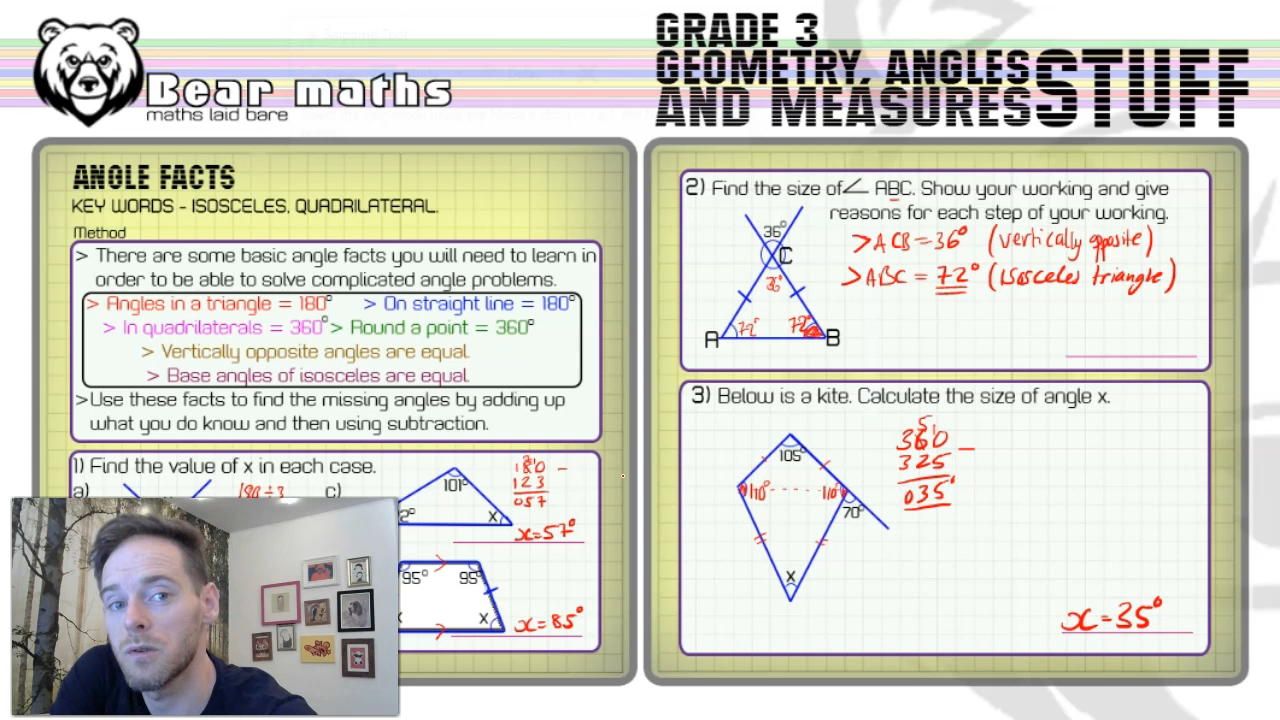 Bear maths
maths laid bare
GRADE 3
GEOMETRY, ANGLES
AND MEASURES
STUFF
ANGLE FACTS
KEY WORDS - ISOSCELES, QUADRILATERAL.
Method
> There are some basic angle facts you will need to learn in
order to be able to solve complicated angle problems.
> Angles in a triangle = 180° > On straight line = 180°
> In quadrilaterals = 360° > Round a point = 360°
> Vertically opposite angles are equal.
> Base angles of isosceles are equal.
>Use these facts to find the missing angles by adding up
what you do know and then using subtraction.
1) Find the value of x in each case.
a)
180 ÷ 3
c)
101°
2°
x
180 -
123
057
x=57°
95°
95°
x
x
x=85°
2) Find the size of ∠ ABC. Show your working and give
reasons for each step of your working.
36°
C
36°
72°
72°
A
B
>ACB=36° (vertically opposite)
>ABC = 72° (isosceles triangle)
3) Below is a kite. Calculate the size of angle x.
105°
110°
110°
70°
x
5 1
360 -
325
035°
x=35°